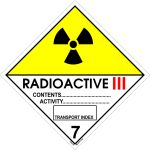 RADIOACTIVE III
CONTENTS....................
ACTIVITY....................
TRANSPORT INDEX
7